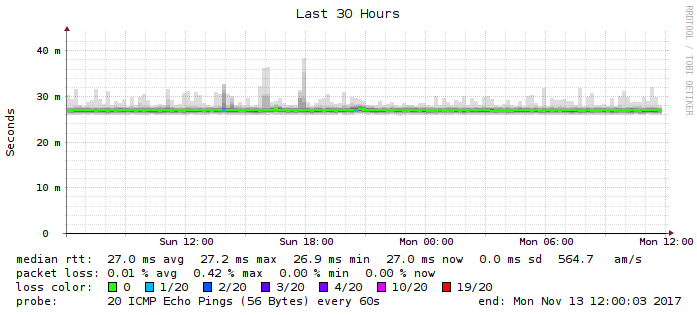 Last 30 Hours
RRDTOOL / TOBI OETIKER
Seconds
40 m
30 m
20 m
10 m
0
Sun 12:00 Sun 18:00 Mon 00:00 Mon 06:00 Mon 12:00
median rtt: 27.0 ms avg 27.2 ms max 26.9 ms min 27.0 ms now 0.0 ms sd 564.7 am/s
packet loss: 0.01 % avg 0.42 % max 0.00 % min 0.00 % now
loss color: 0 1/20 2/20 3/20 4/20 10/20 19/20
probe: 20 ICMP Echo Pings (56 Bytes) every 60s end: Mon Nov 13 12:00:03 2017